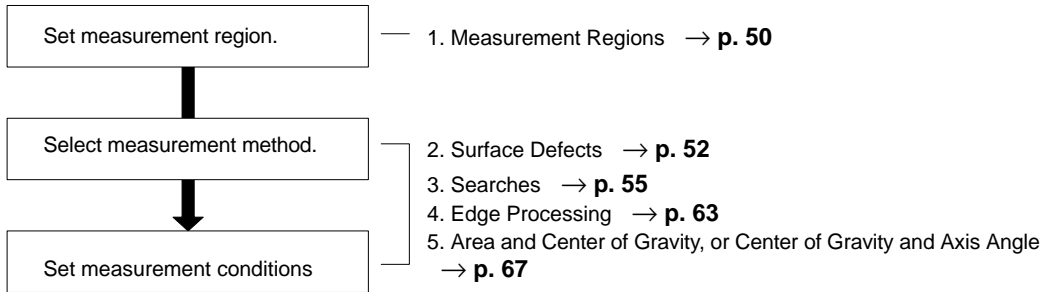 Set measurement region.
1. Measurement Regions → p. 50
Select measurement method.
2. Surface Defects → p. 52
3. Searches → p. 55
4. Edge Processing → p. 63
5. Area and Center of Gravity, or Center of Gravity and Axis Angle
→ p. 67
Set measurement conditions